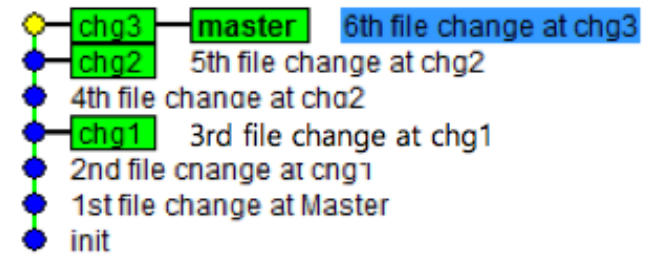 chg3 master 6th file change at chg3
chg2 5th file change at chg2
4th file change at chg2
chg1 3rd file change at chg1
2nd file change at chg1
1st file change at Master
init